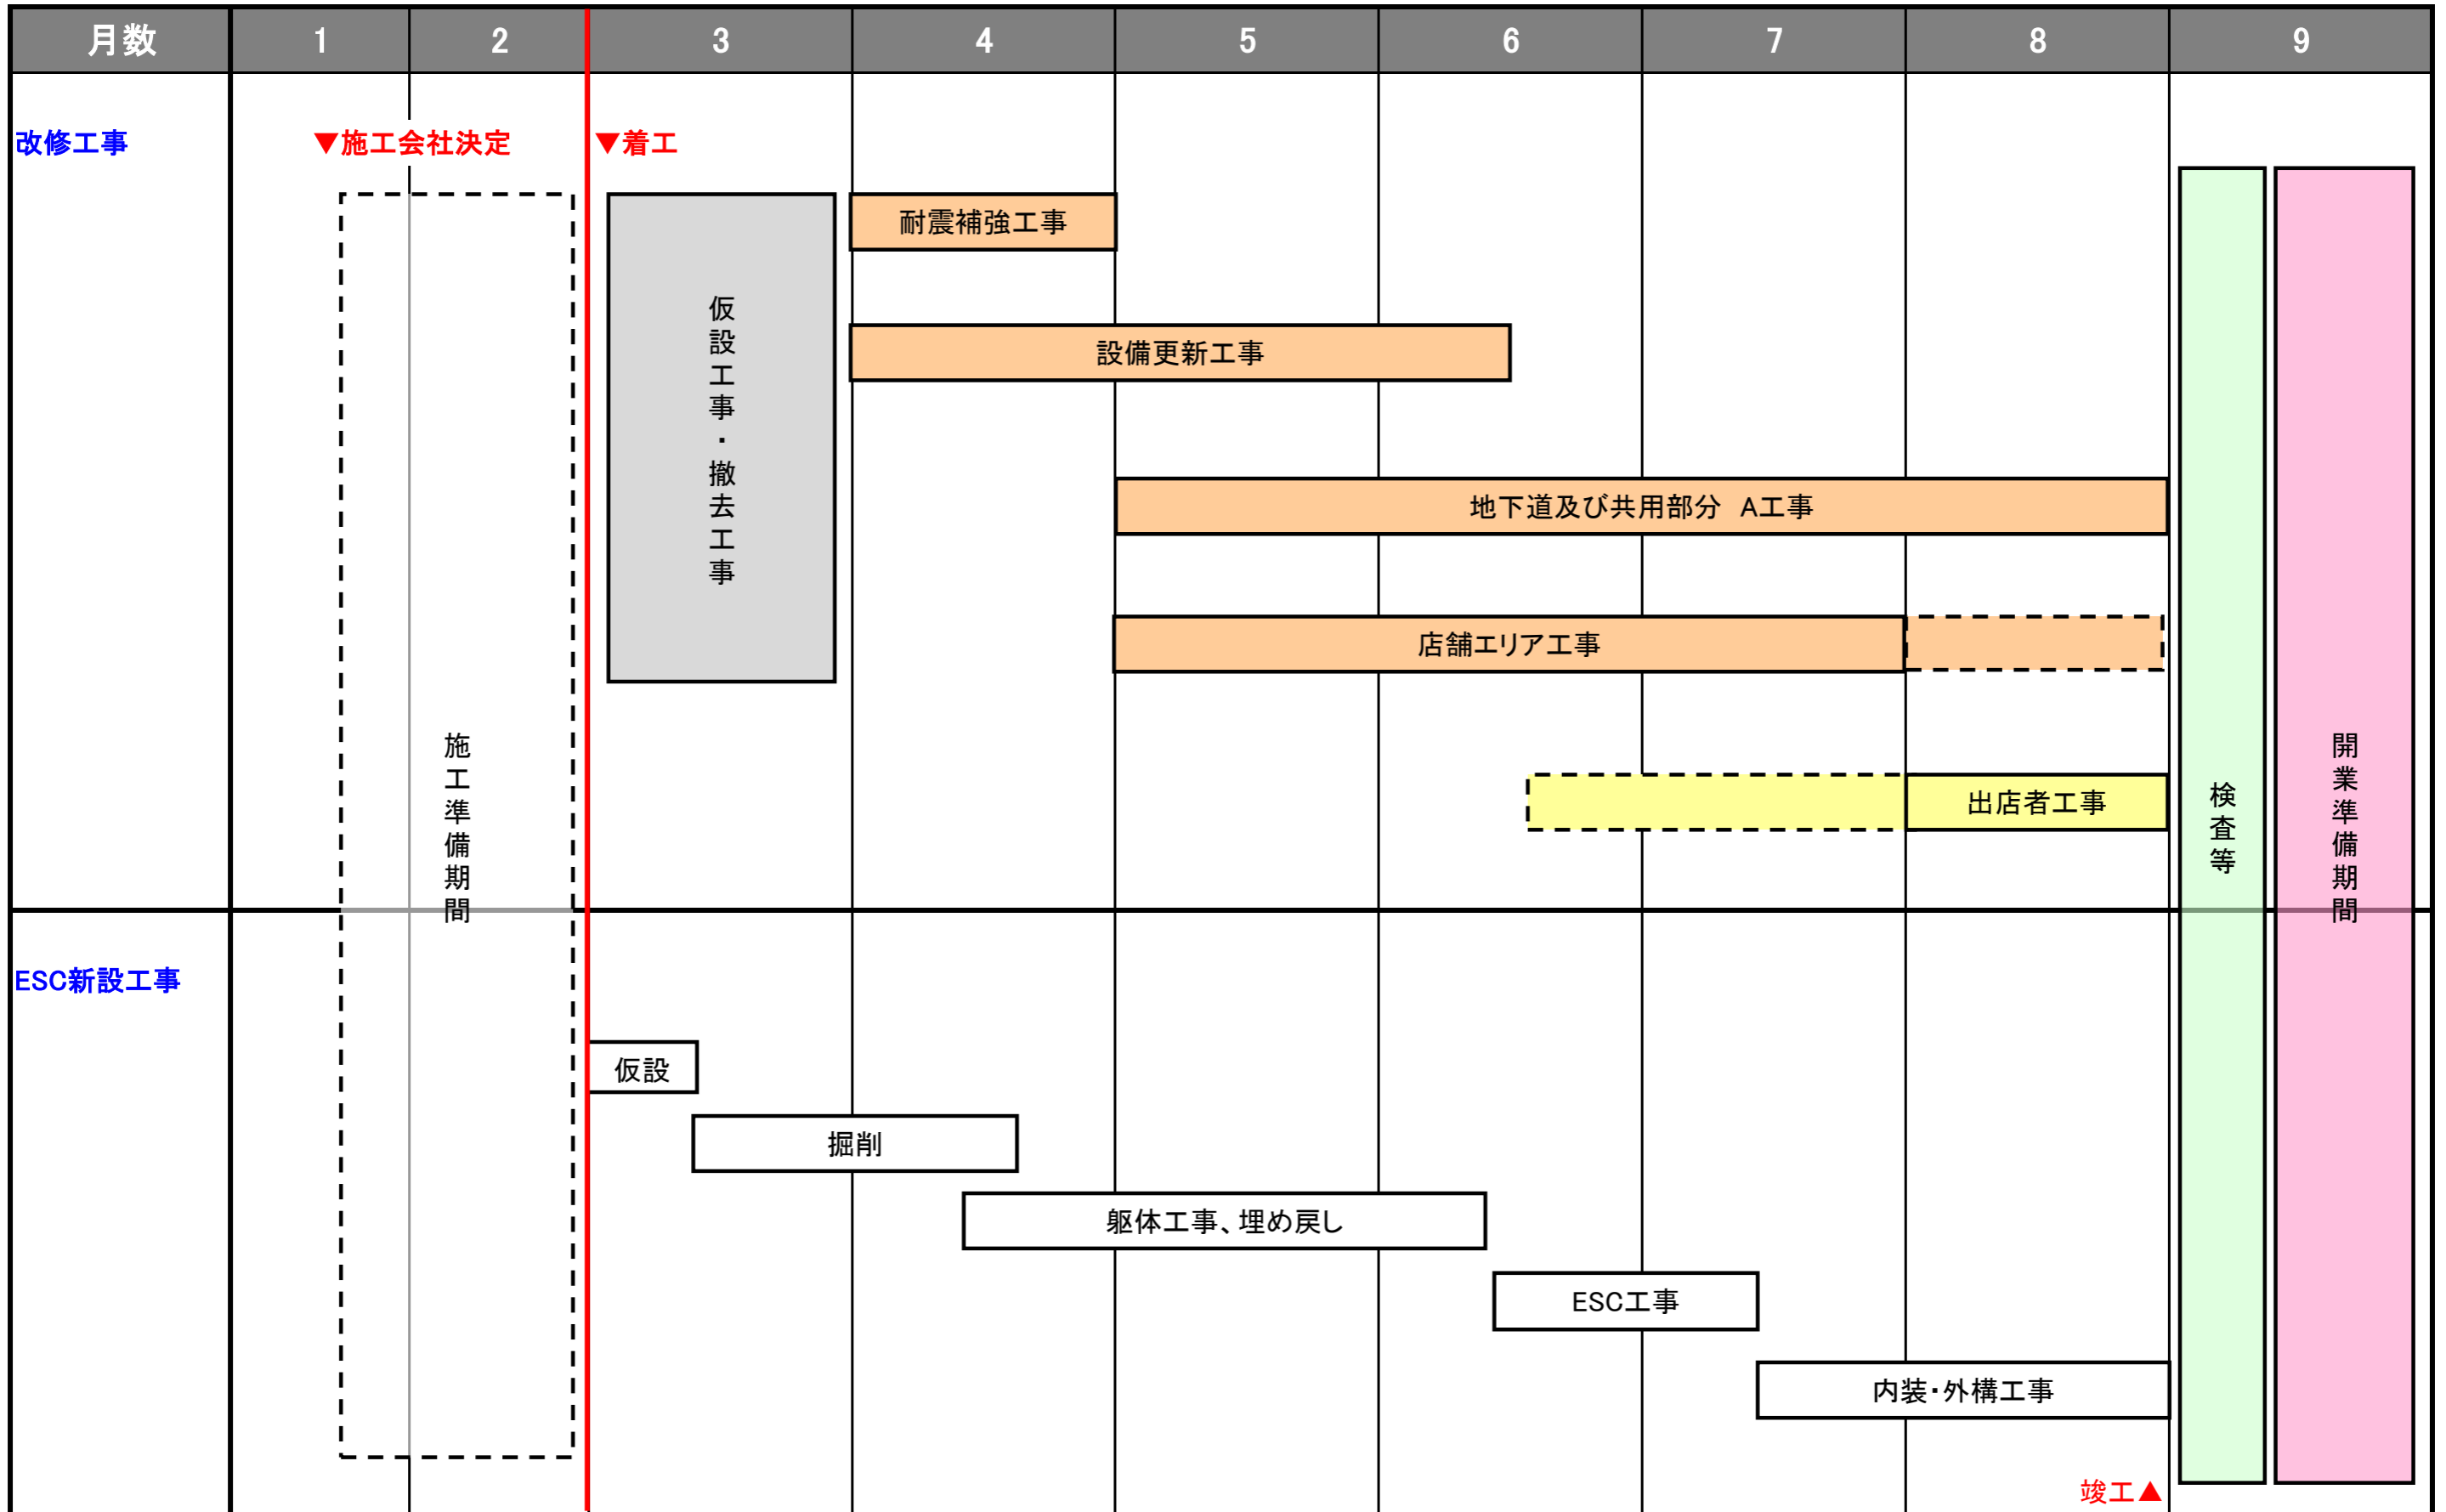 月数 1 2 3 4 5 6 7 8 9
改修工事
▼施工会社決定
▼着工
耐震補強工事
仮設工事・撤去工事
設備更新工事
地下道及び共用部分 A工事
店舗エリア工事
出店者工事
施工準備期間
検査等
開業準備期間
ESC新設工事
仮設
掘削
躯体工事、埋め戻し
ESC工事
内装・外構工事
竣工▲